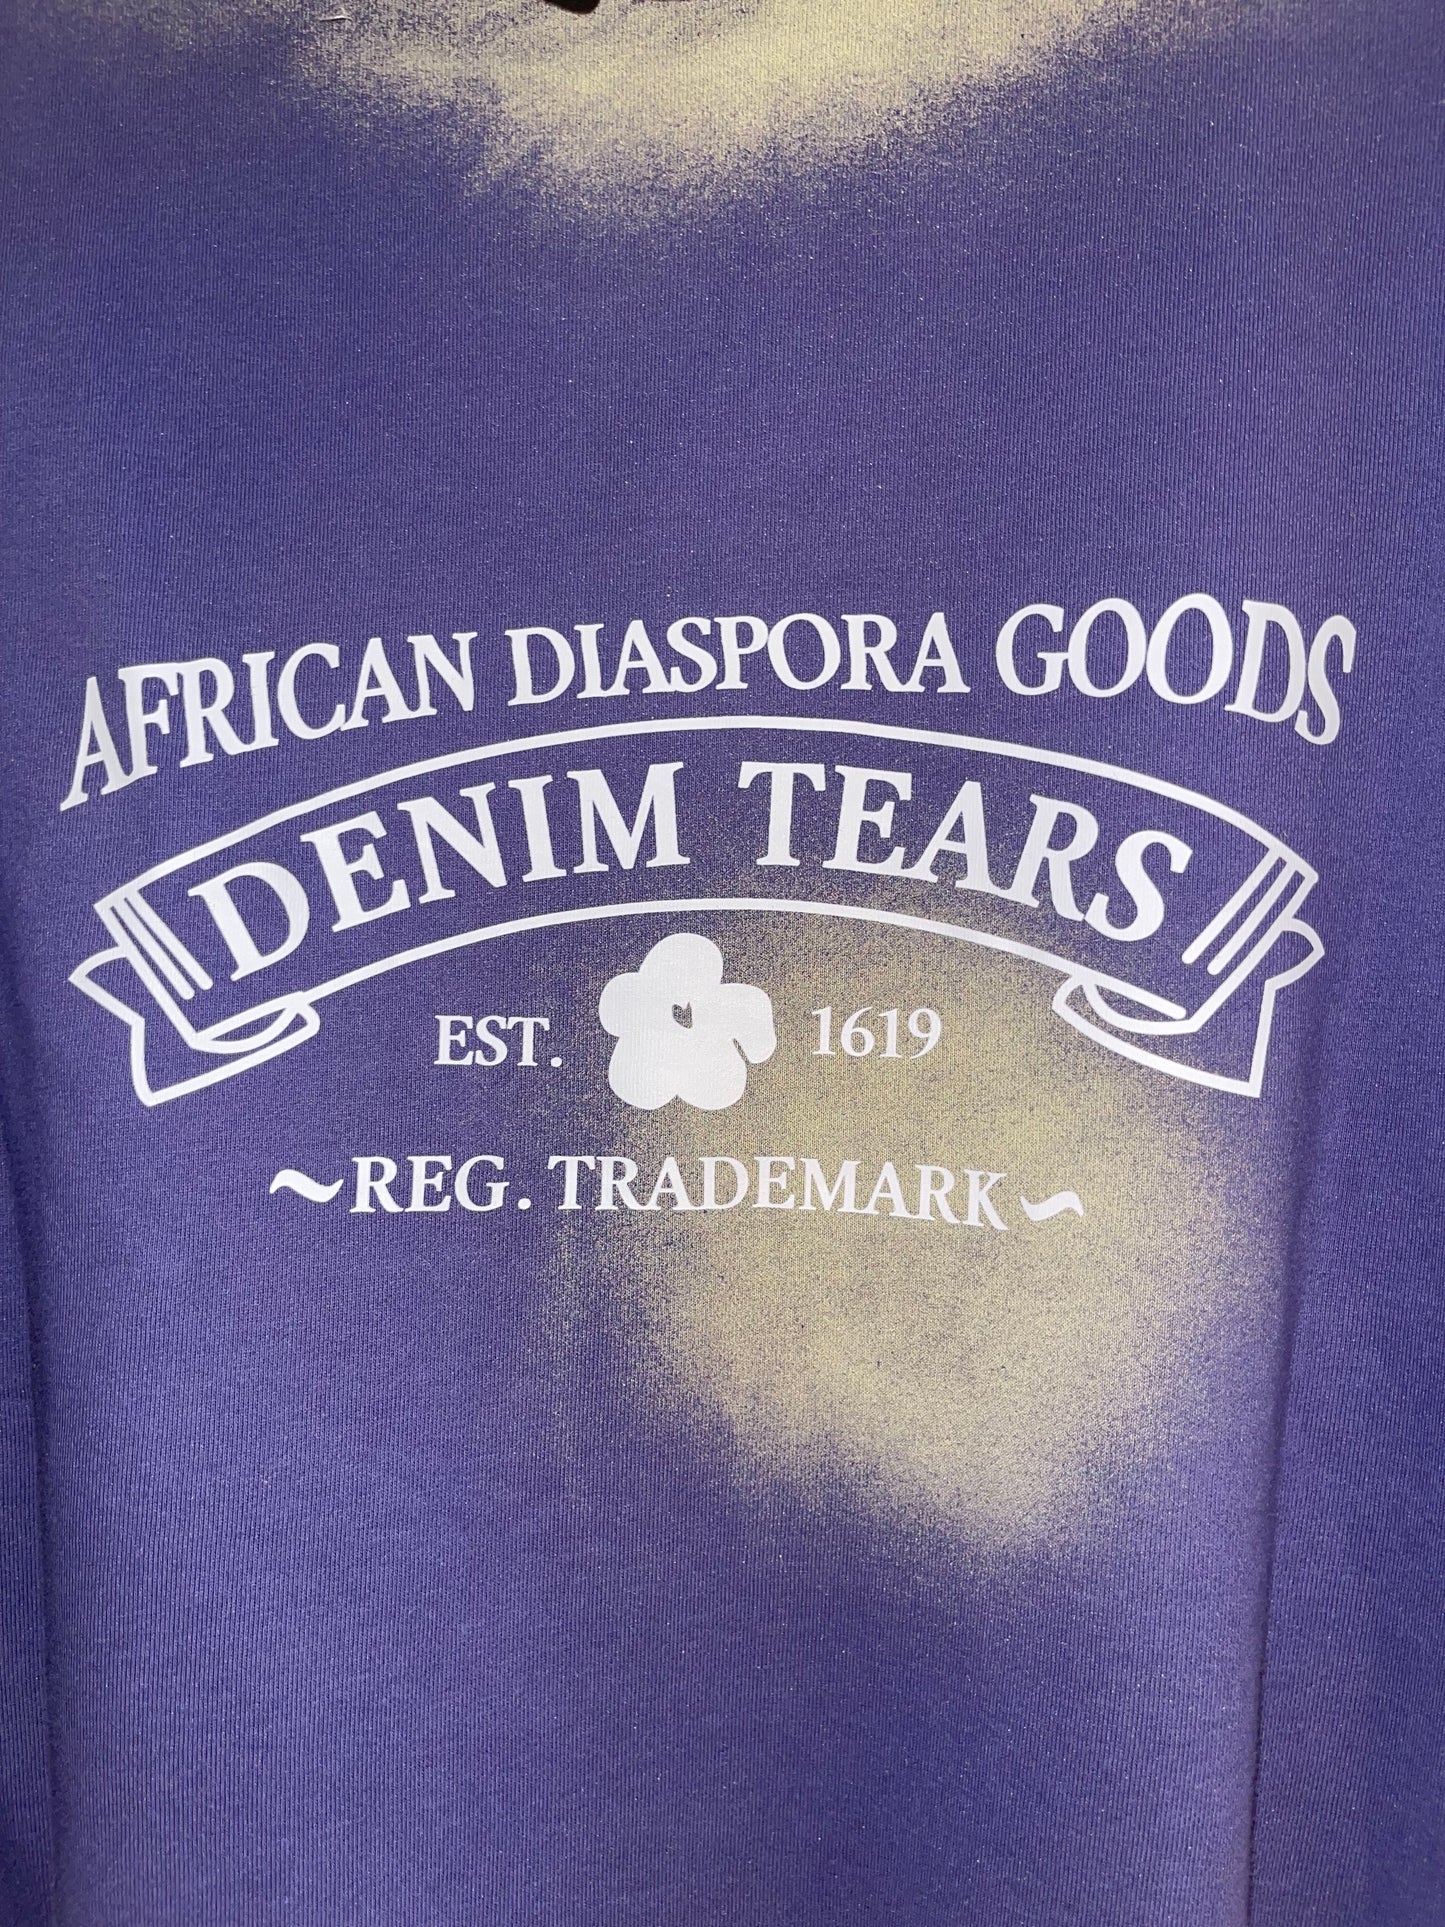 AFRICAN DIASPORA GOODS
DENIM TEARS
EST. 1619
~REG. TRADEMARK~